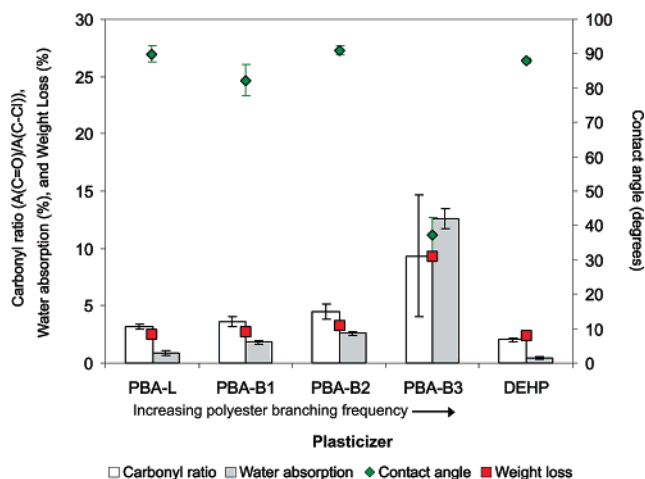 Carbonyl ratio (A(C=O)/A(C-Cl)),
Water absorption (%), and Weight Loss (%)
30
25
20
15
10
5
0
100
90
80
70
60
50
40
30
20
10
0
Contact angle (degrees)
PBA-L PBA-B1 PBA-B2 PBA-B3 DEHP
Increasing polyester branching frequency
Plasticizer
Carbonyl ratio Water absorption Contact angle Weight loss